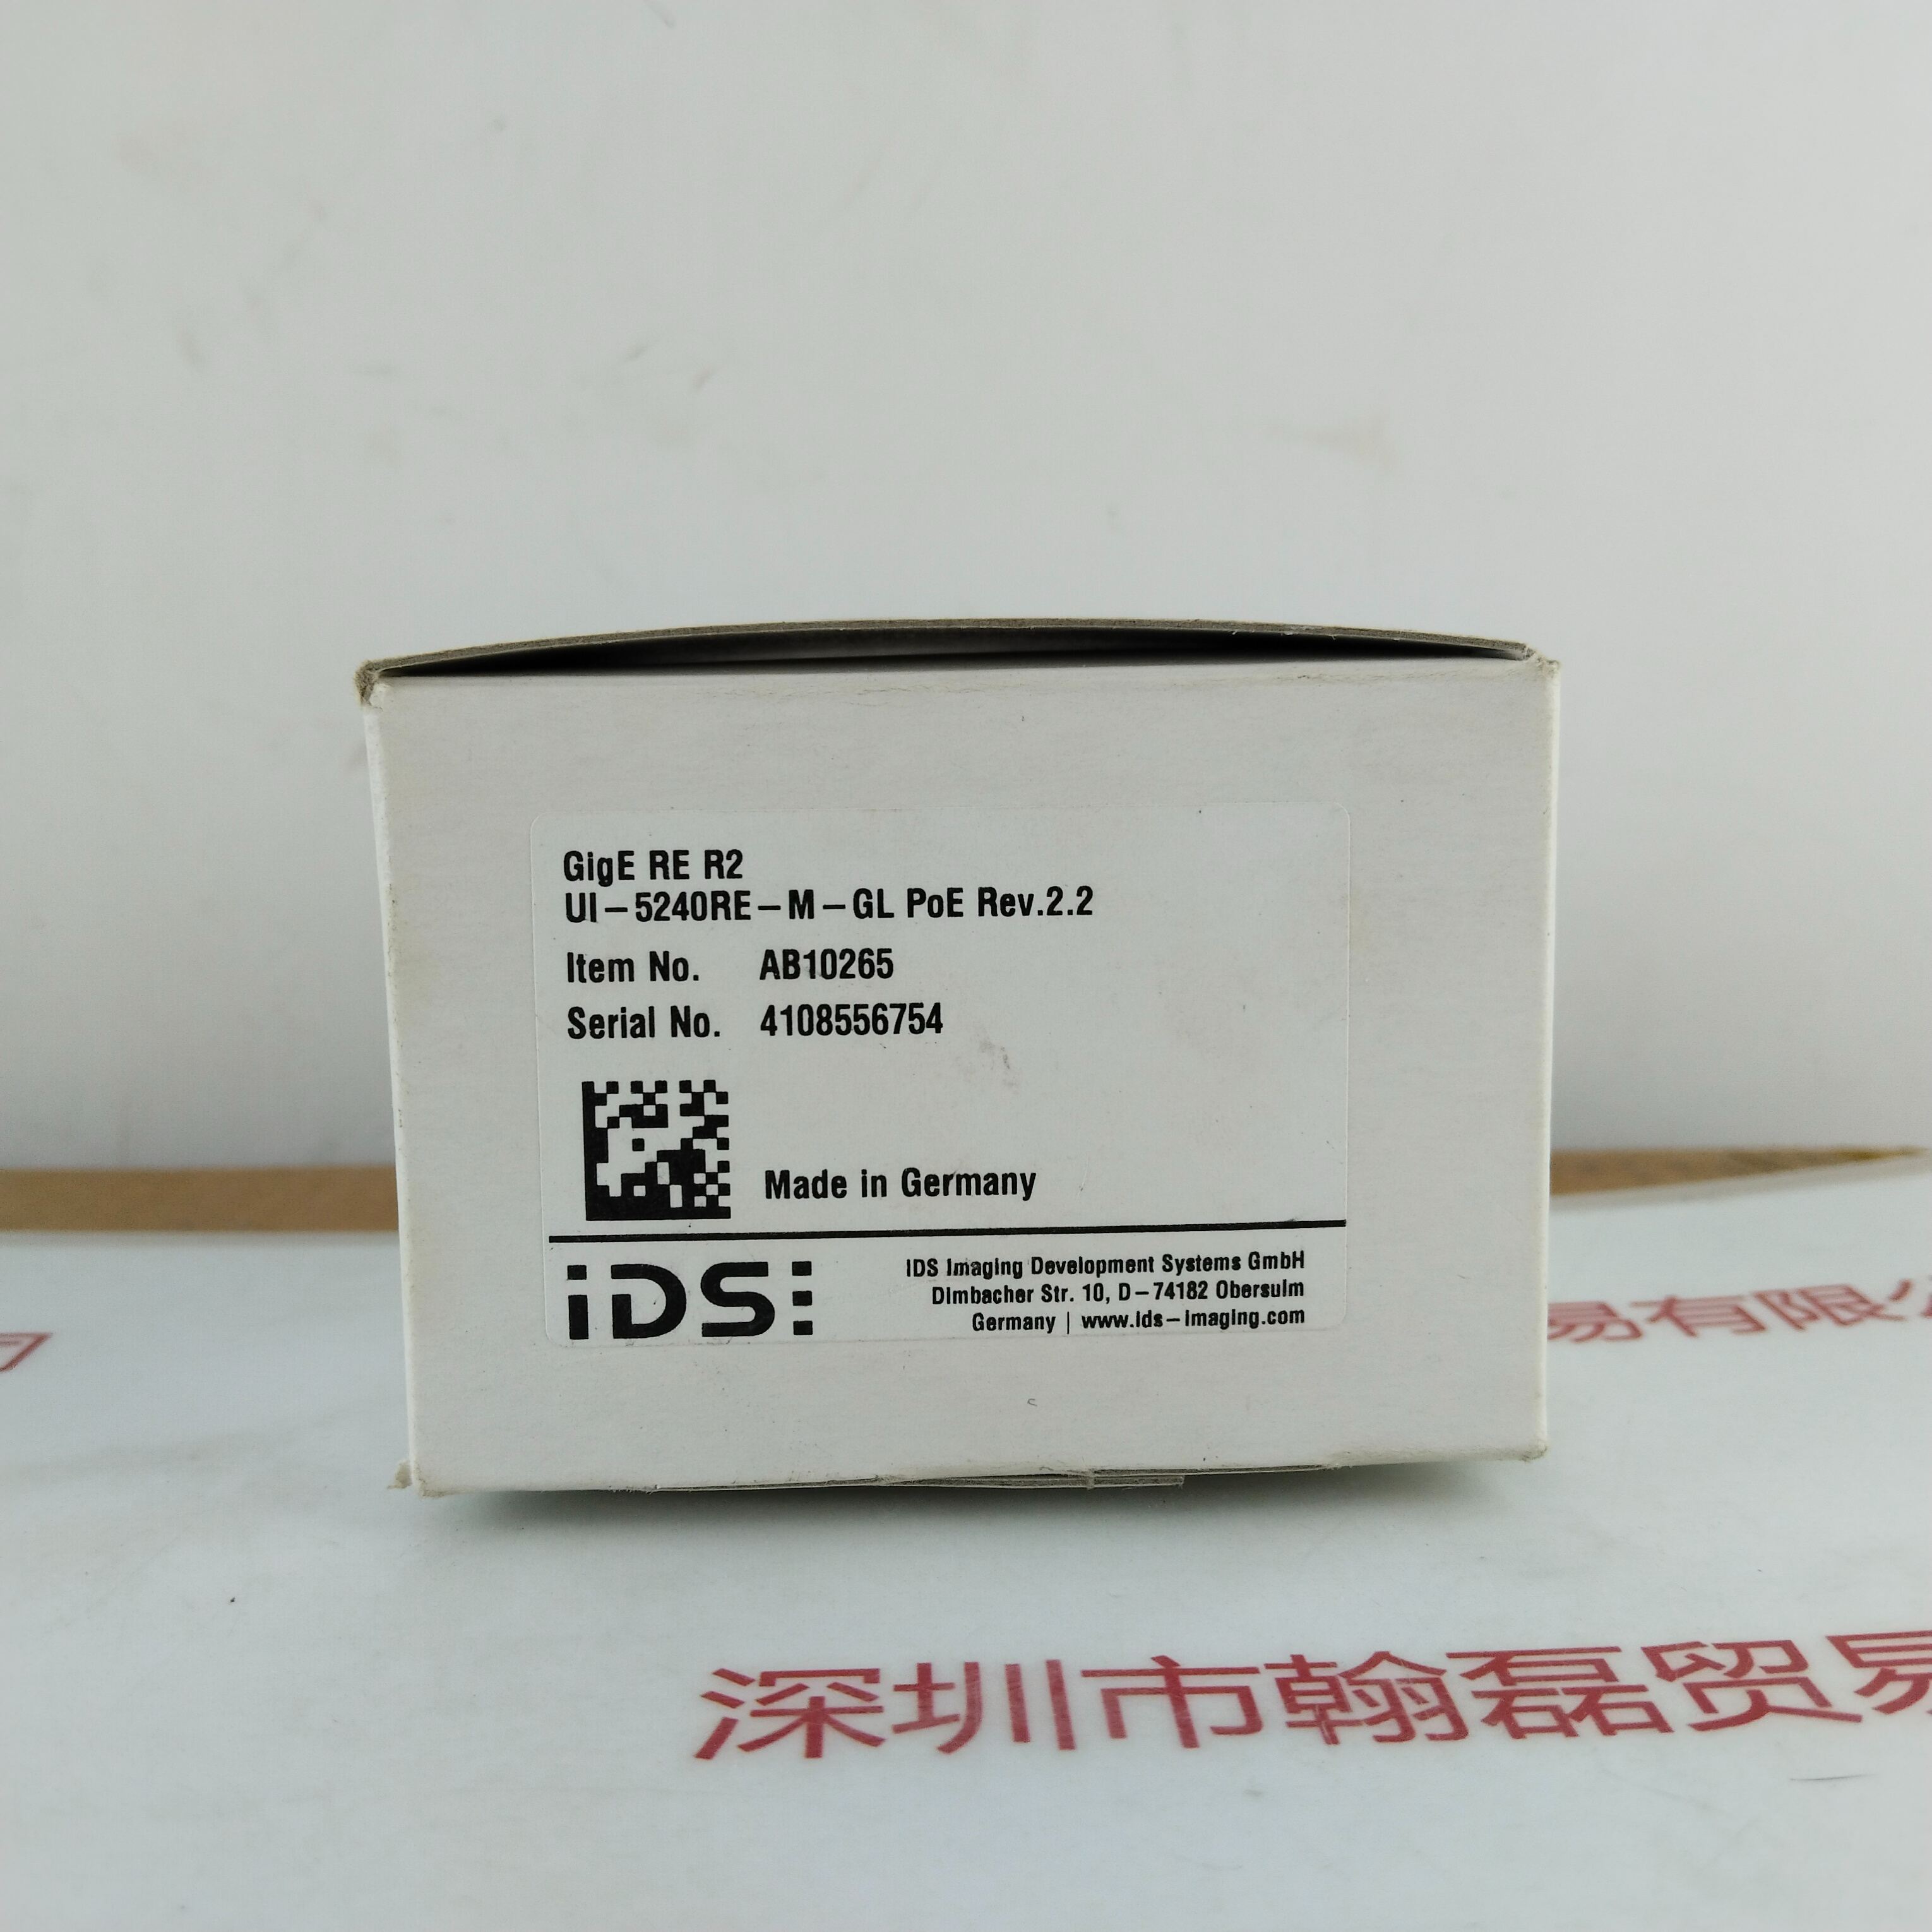 GigE RE R2
UI-5240RE-M-GL PoE Rev.2.2
Item No. AB10265
Serial No. 4108556754
Made in Germany
IDS
IDS Imaging Development Systems GmbH
Dimbacher Str. 10, D-74182 Obersulm
Germany | www.ids-imaging.com
易有限公
深圳市翰磊贸易